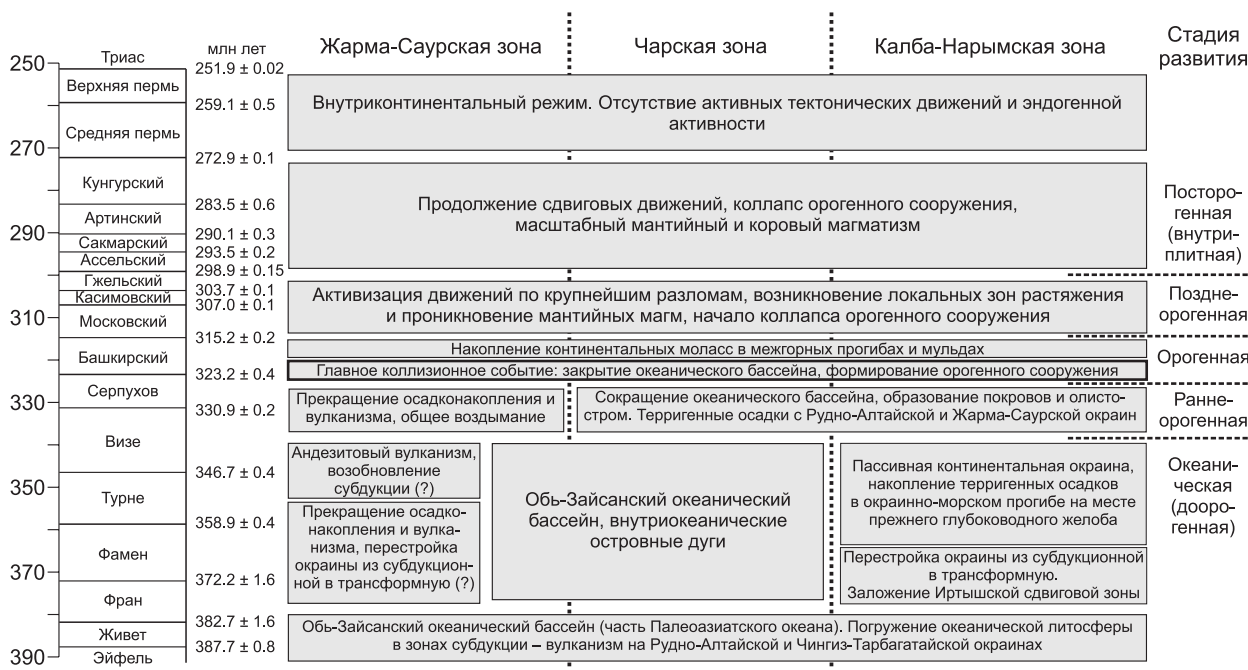 млн лет
Жарма-Саурская зона
Чарская зона
Калба-Нарымская зона
Стадия
развития
250
270
290
310
330
350
370
390
Триас
Верхняя пермь
Средняя пермь
Кунгурский
Артинский
Сакмарский
Ассельский
Гжельский
Касимовский
Московский
Башкирский
Серпухов
Визе
Турне
Фамен
Фран
Живет
Эйфель
251.9 ± 0.02
259.1 ± 0.5
272.9 ± 0.1
283.5 ± 0.6
290.1 ± 0.3
293.5 ± 0.2
298.9 ± 0.15
303.7 ± 0.1
307.0 ± 0.1
315.2 ± 0.2
323.2 ± 0.4
330.9 ± 0.2
346.7 ± 0.4
358.9 ± 0.4
372.2 ± 1.6
382.7 ± 1.6
387.7 ± 0.8
Внутриконтинентальный режим. Отсутствие активных тектонических движений и эндогенной
активности
Продолжение сдвиговых движений, коллапс орогенного сооружения,
масштабный мантийный и коровый магматизм
Активизация движений по крупнейшим разломам, возникновение локальных зон растяжения
и проникновение мантийных магм, начало коллапса орогенного сооружения
Накопление континентальных моласс в межгорных прогибах и мульдах
Главное коллизионное событие: закрытие океанического бассейна, формирование орогенного сооружения
Прекращение осадконакопления и
вулканизма, общее воздымание
Сокращение океанического бассейна, образование покровов и олисто-
стром. Терригенные осадки с Рудно-Алтайской и Жарма-Саурской окраин
Андезитовый вулканизм,
возобновление
субдукции (?)
Прекращение осадко-
накопления и вулка-
низма, перестройка
окраины из субдукцион-
ной в трансформную (?)
Обь-Зайсанский океанический
бассейн, внутриокеанические
островные дуги
Пассивная континентальная окраина,
накопление терригенных осадков
в окраинно-морском прогибе на месте
прежнего глубоководного желоба
Перестройка окраины из субдукционной
в трансформную.
Заложение Иртышской сдвиговой зоны
Обь-Зайсанский океанический бассейн (часть Палеоазиатского океана). Погружение океанической литосферы
в зонах субдукции – вулканизм на Рудно-Алтайской и Чингиз-Тарбагатайской окраинах
Посторо-
генная
(внутри-
плитная)
Поздне-
орогенная
Орогенная
Ранне-
орогенная
Океани-
ческая
(дооро-
генная)